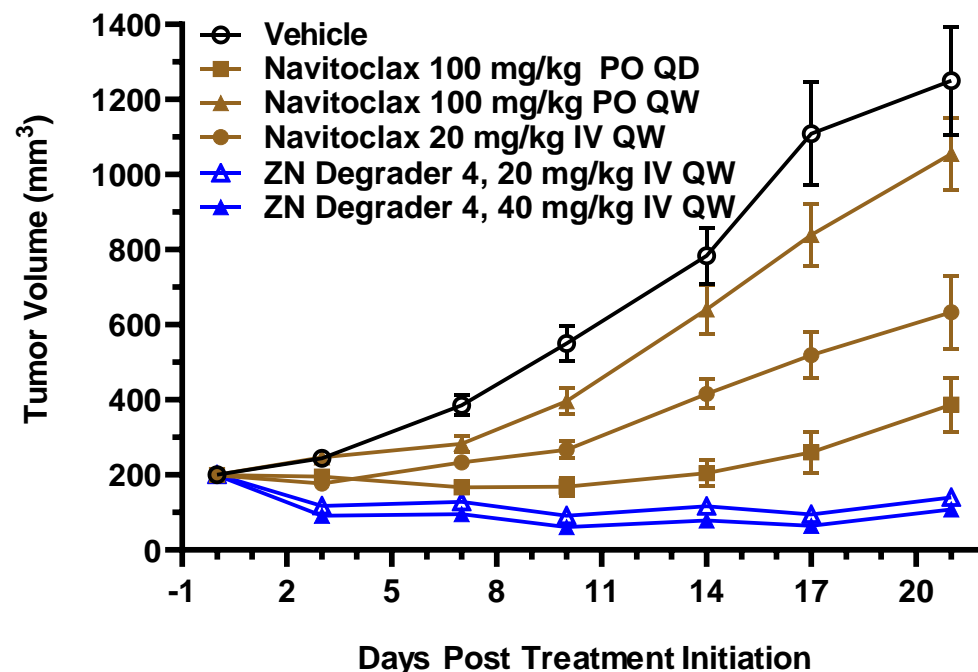 1400
1200
1000
800
600
400
200
0
Tumor Volume (mm³)
Vehicle
Navitoclax 100 mg/kg  PO QD
Navitoclax 100 mg/kg PO QW
Navitoclax 20 mg/kg IV QW
ZN Degrader 4, 20 mg/kg IV QW
ZN Degrader 4, 40 mg/kg IV QW
-1 2 5 8 11 14 17 20
Days Post Treatment Initiation